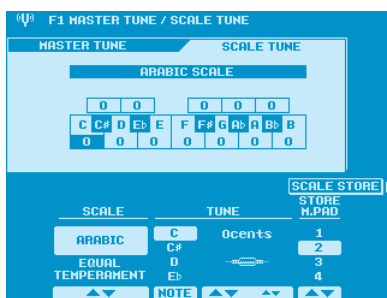 F1 MASTER TUNE / SCALE TUNE
MASTER TUNE SCALE TUNE
ARABIC SCALE
0 0 0 0 0
C C# D E♭ E F F# G A♭ A B♭ B
0 0 0 0 0 0 0
SCALE STORE
SCALE TUNE STORE M.PAD
ARABIC C 0cents 1
C# 2
EQUAL TEMPERAMENT D 3
E♭ 4
NOTE